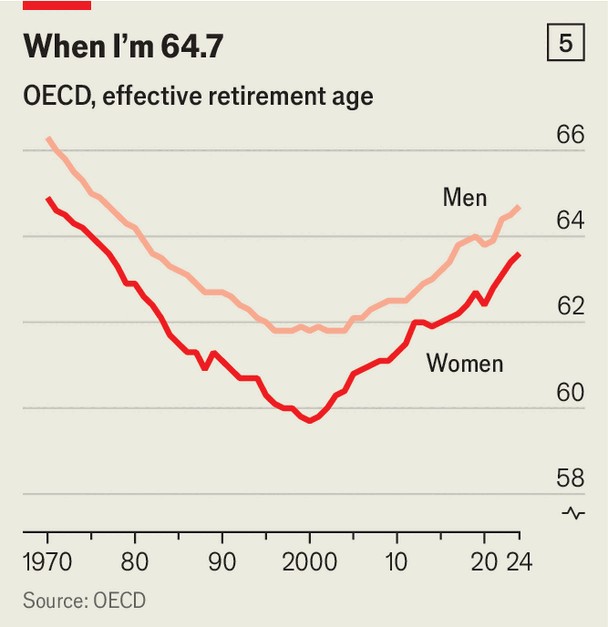 When I'm 64.7
5
OECD, effective retirement age
66
Men
64
62
Women
60
58
1970 80 90 2000 10 20 24
Source: OECD